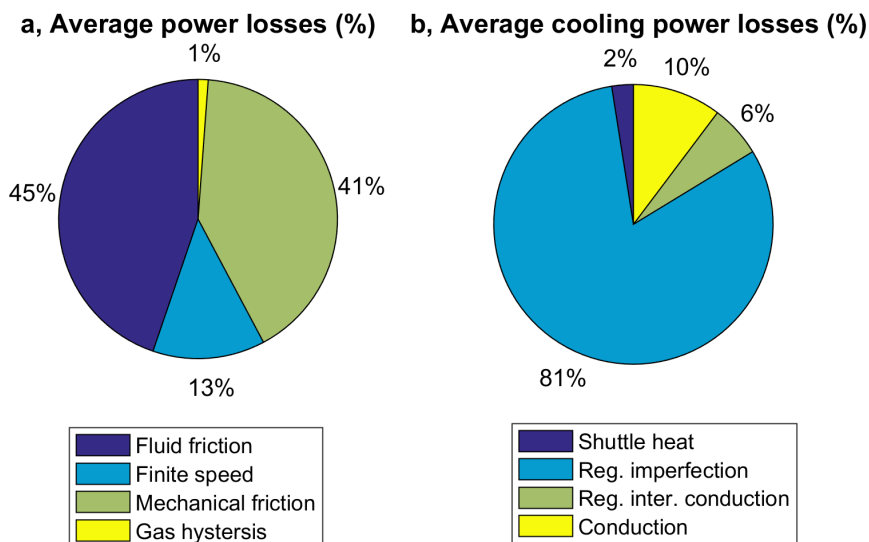 a, Average power losses (%)
1%
45%
41%
13%
Fluid friction
Finite speed
Mechanical friction
Gas hystersis
b, Average cooling power losses (%)
2%
10%
6%
81%
Shuttle heat
Reg. imperfection
Reg. inter. conduction
Conduction